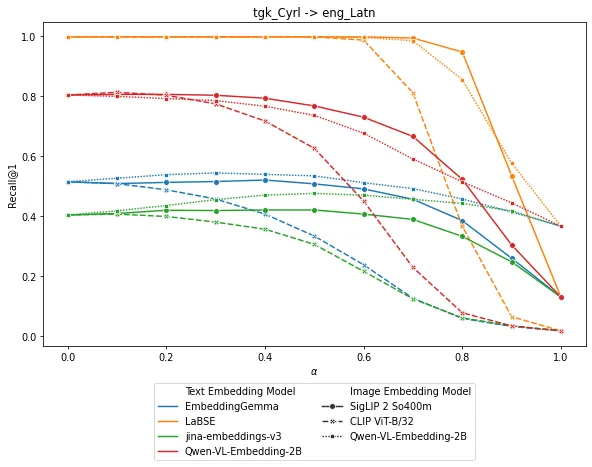 tgk_Cyrl -> eng_Latn
Recall@1
1.0
0.8
0.6
0.4
0.2
0.0
0.0 0.2 0.4 0.6 0.8 1.0
α
Text Embedding Model Image Embedding Model
EmbeddingGemma SigLIP 2 So400m
LaBSE CLIP ViT-B/32
jina-embeddings-v3 Qwen-VL-Embedding-2B
Qwen-VL-Embedding-2B